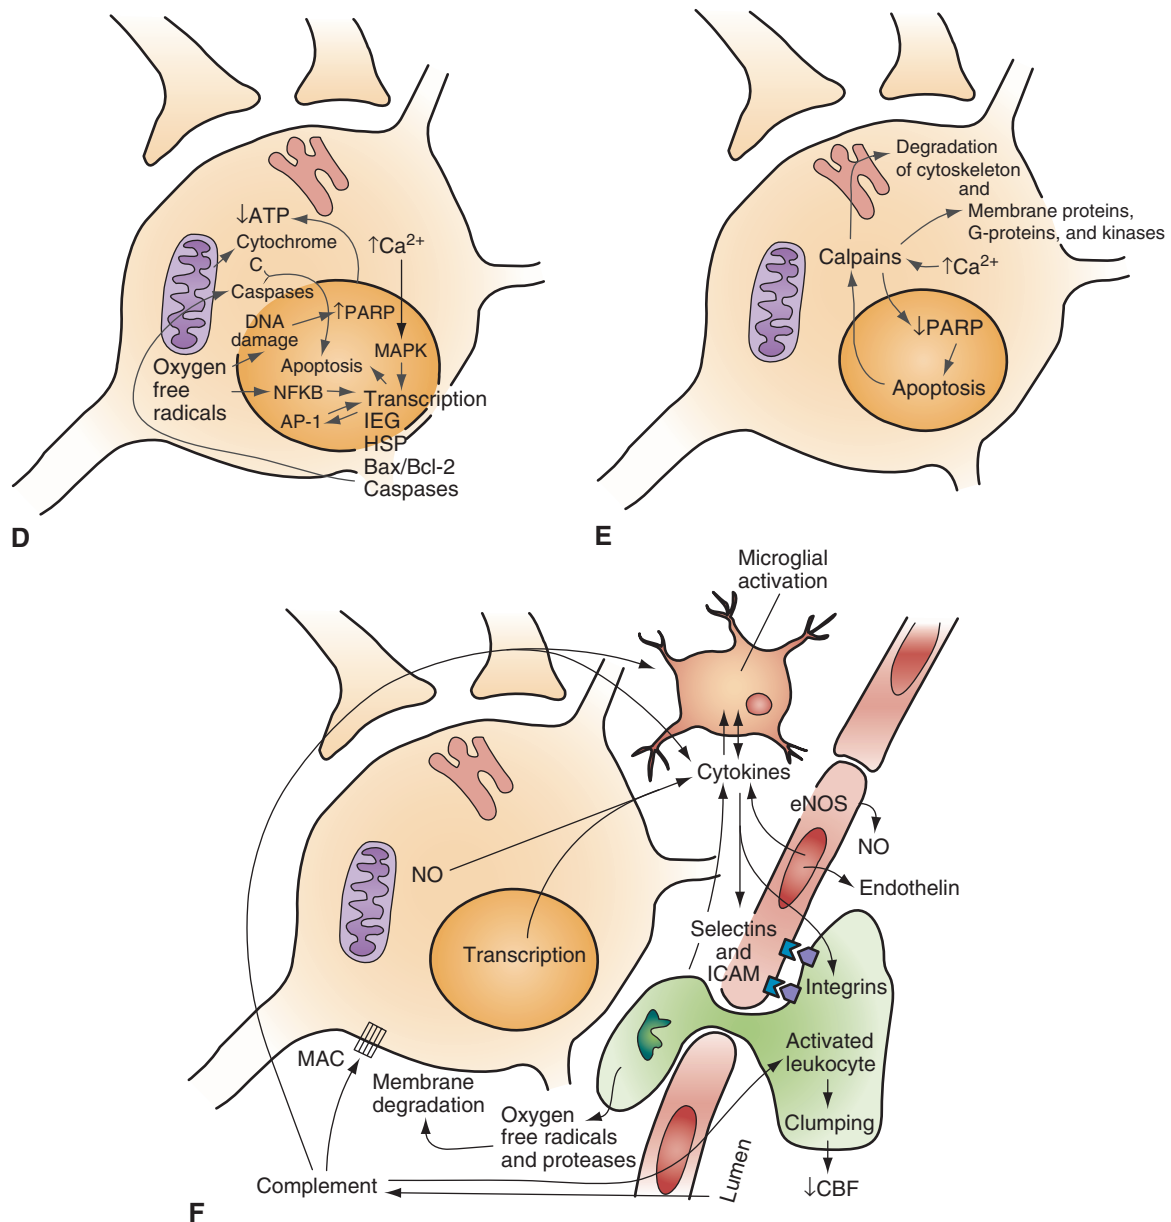 ↓ATP
Cytochrome
C
Caspases
↑Ca2+
DNA
damage
↑PARP
MAPK
Apoptosis
Oxygen
free
radicals
NFKB
Transcription
AP-1
IEG
HSP
Bax/Bcl-2
Caspases
D
Degradation
of cytoskeleton
and
Membrane proteins,
G-proteins, and kinases
Calpains
↑Ca2+
↓PARP
Apoptosis
E
Microglial
activation
Cytokines
eNOS
NO
Endothelin
NO
Transcription
Selectins
and
ICAM
Integrins
MAC
Membrane
degradation
Oxygen
free radicals
and proteases
Activated
leukocyte
Clumping
↓CBF
Lumen
Complement
F